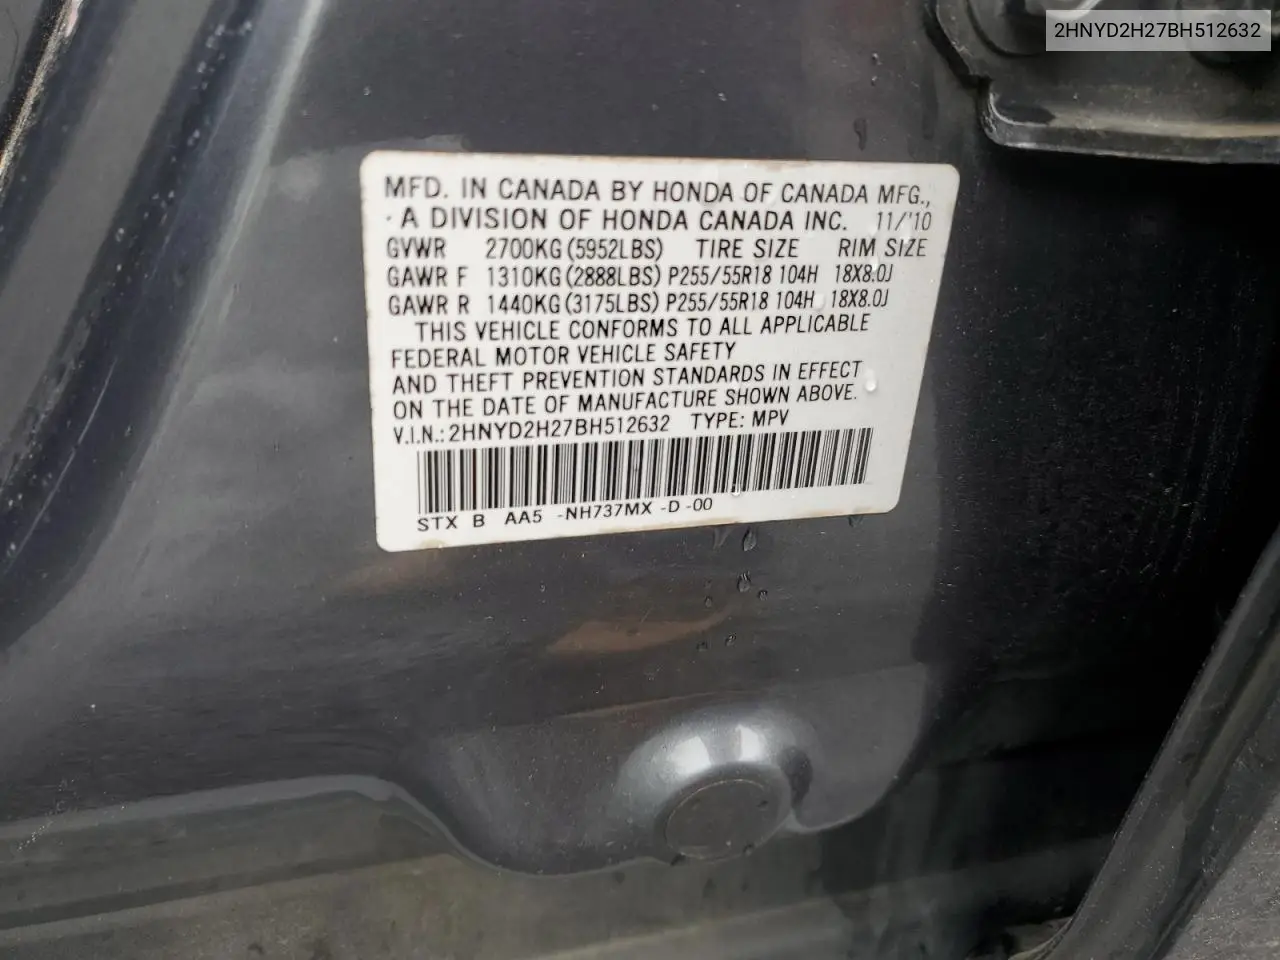 2HNYD2H27BH512632
MFD. IN CANADA BY HONDA OF CANADA MFG.,
· A DIVISION OF HONDA CANADA INC. 11/'10
GVWR 2700KG (5952LBS) TIRE SIZE RIM SIZE
GAWR F 1310KG (2888LBS) P255/55R18 104H 18X8.0J
GAWR R 1440KG (3175LBS) P255/55R18 104H 18X8.0J
THIS VEHICLE CONFORMS TO ALL APPLICABLE
FEDERAL MOTOR VEHICLE SAFETY
AND THEFT PREVENTION STANDARDS IN EFFECT
ON THE DATE OF MANUFACTURE SHOWN ABOVE.
V.I.N.: 2HNYD2H27BH512632 TYPE: MPV
STX B AA5 -NH737MX -D -00